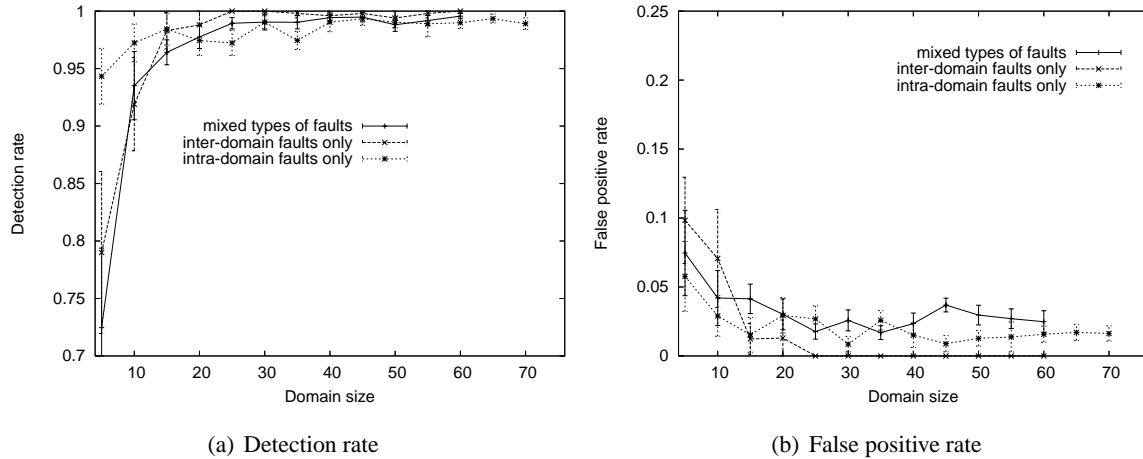 1
0.95
0.9
0.85
0.8
0.75
0.7
10 20 30 40 50 60 70
Detection rate
Domain size
mixed types of faults
inter-domain faults only
intra-domain faults only
(a) Detection rate
0.25
0.2
0.15
0.1
0.05
0
10 20 30 40 50 60 70
False positive rate
Domain size
mixed types of faults
inter-domain faults only
intra-domain faults only
(b) False positive rate